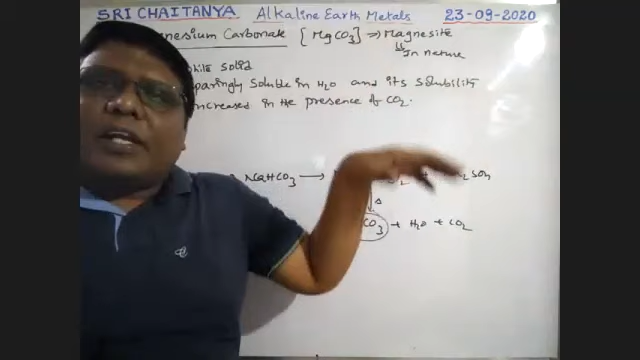 SRI CHAITANYA Alkaline Earth Metals 23-09-2020
nesium Carbonate [MgCO3] ⇒ Magnesite
In nature
hite solid
paringly soluble in H2O and its solubility
increased in the presence of CO2.
NaHCO3 ⟶
Δ
CO3 + H2O + CO2